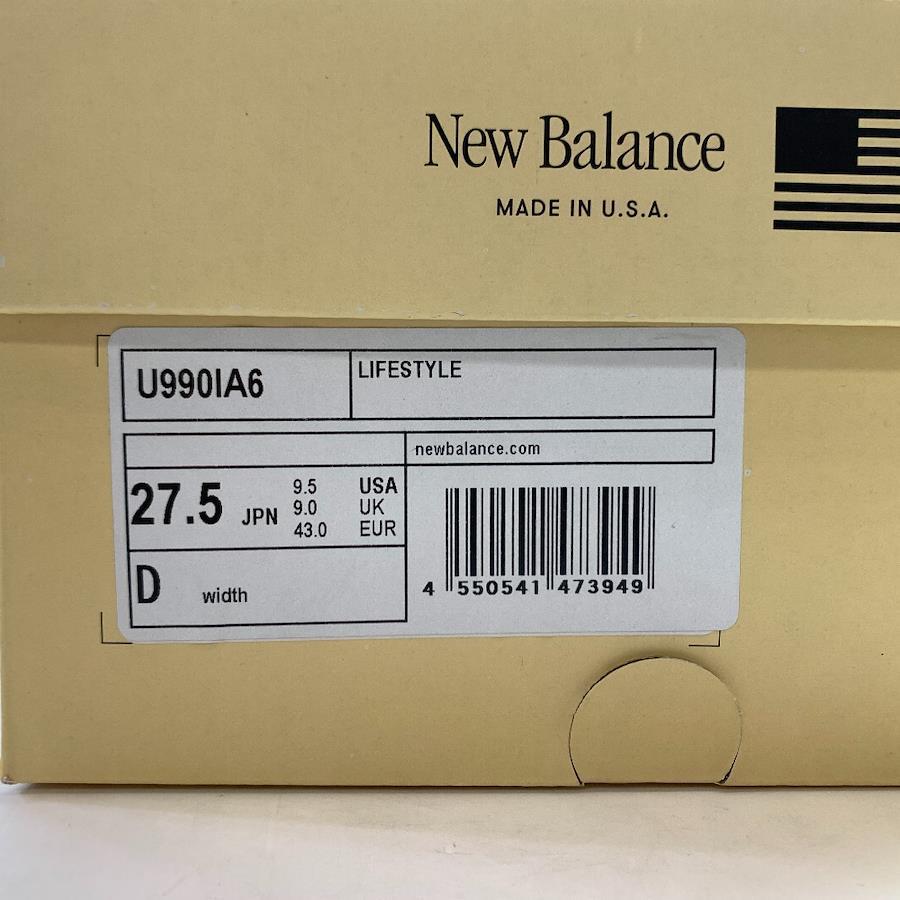 New Balance
MADE IN U.S.A.
U990IA6
LIFESTYLE
newbalance.com
27.5 JPN
9.5 USA
9.0 UK
43.0 EUR
D width
4 550541 473949